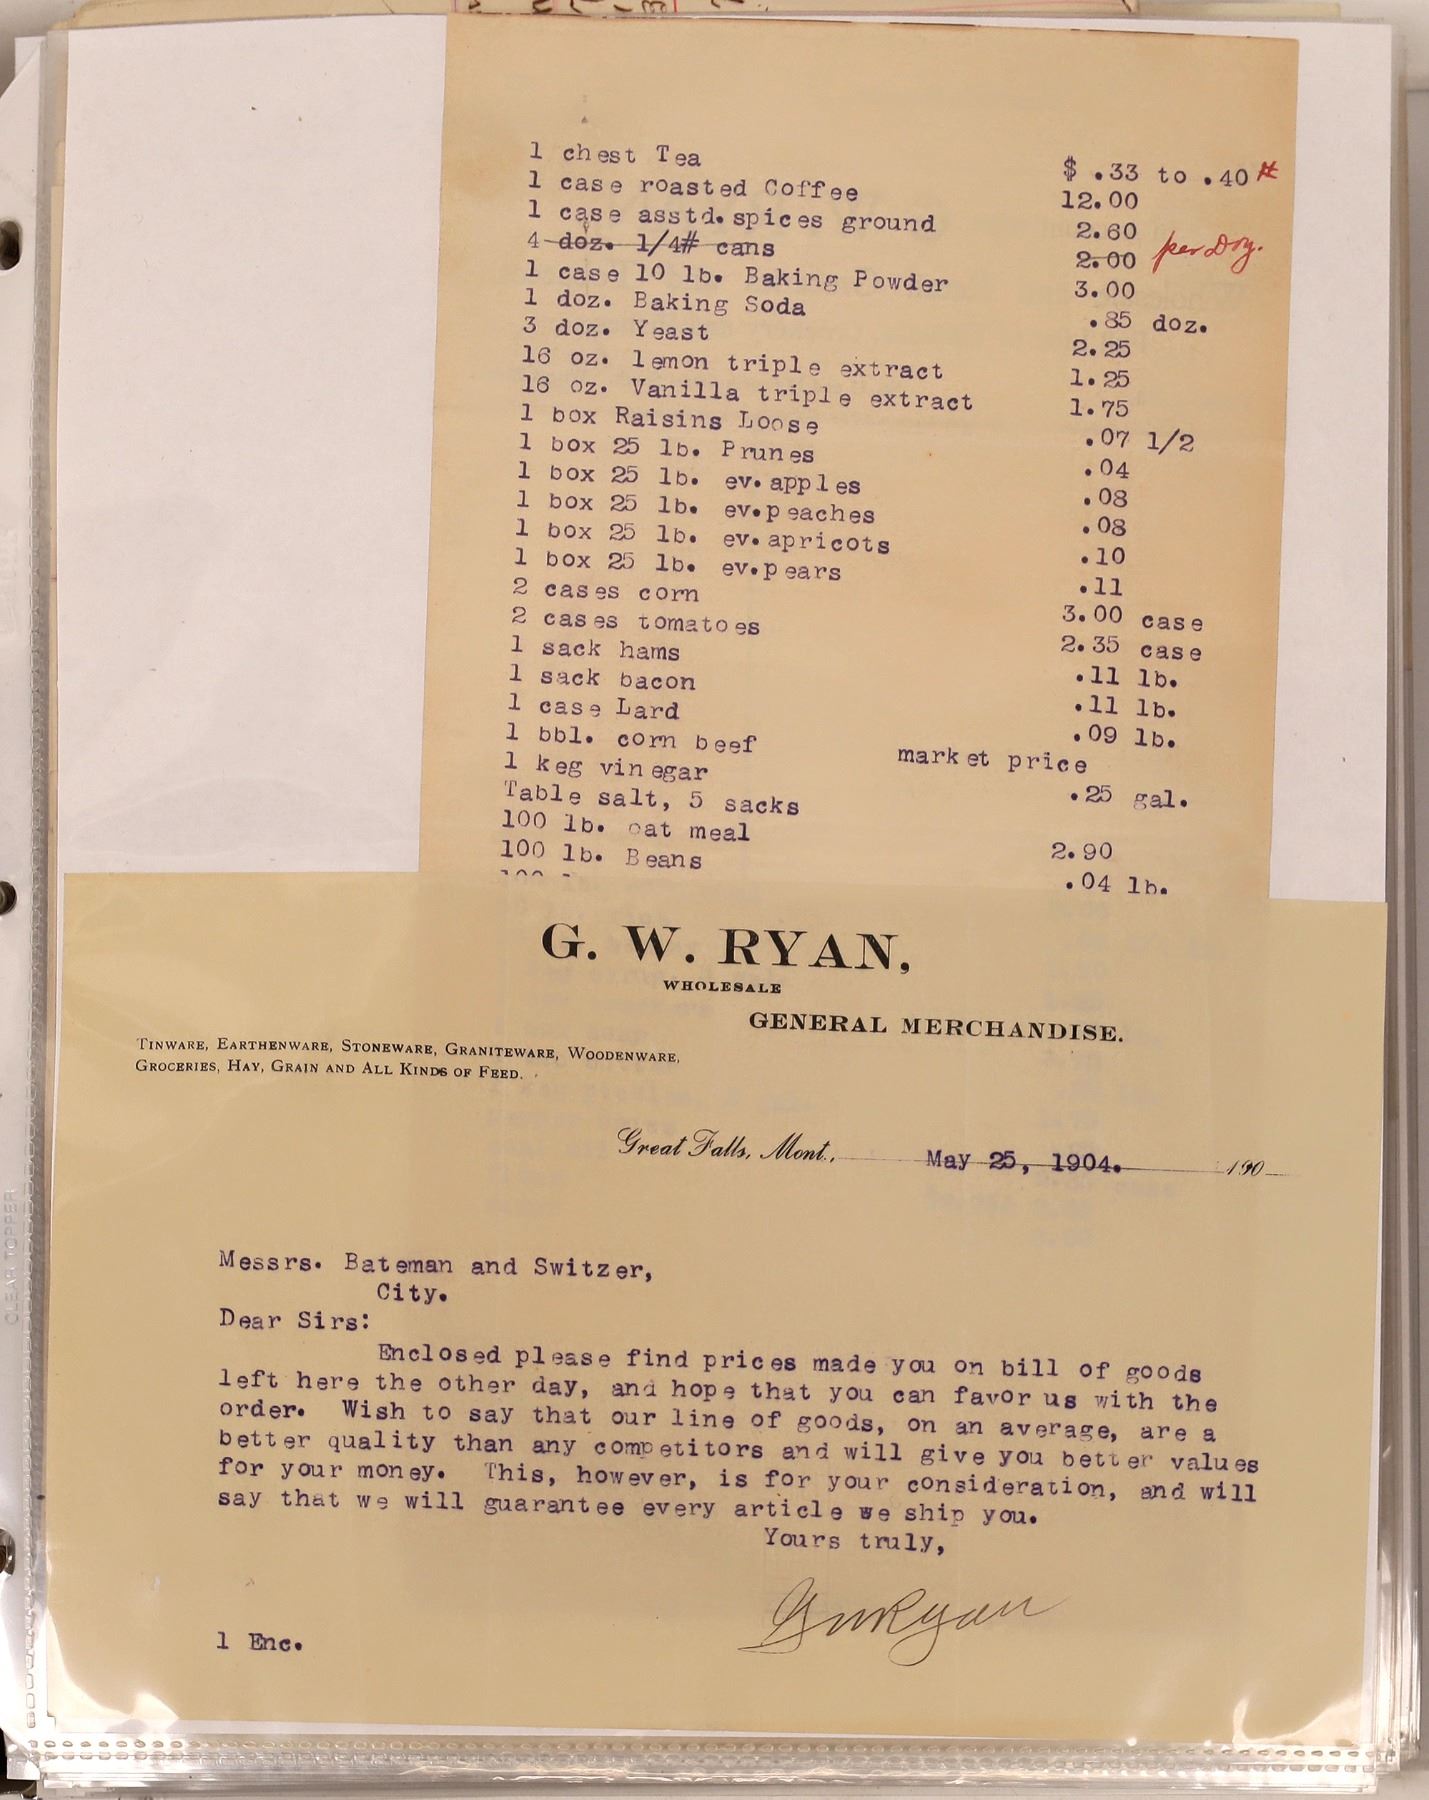 1 chest Tea $ .33 to .40 #
1 case roasted Coffee 12.00
1 case asstd.spices ground 2.60
4 doz. 1/4# cans 2.00 per Doz.
1 case 10 lb. Baking Powder 3.00
1 doz. Baking Soda .85 doz.
3 doz. Yeast 2.25
16 oz. lemon triple extract 1.25
16 oz. Vanilla triple extract 1.75
1 box Raisins Loose .07 1/2
1 box 25 lb. Prunes .04
1 box 25 lb. ev.apples .08
1 box 25 lb. ev.peaches .08
1 box 25 lb. ev.apricots .10
1 box 25 lb. ev.pears .11
2 cases corn 3.00 case
2 cases tomatoes 2.35 case
1 sack hams .11 lb.
1 sack bacon .11 lb.
1 case Lard .09 lb.
1 bbl. corn beef market price
1 keg vinegar .25 gal.
Table salt, 5 sacks
100 lb. oat meal 2.90
100 lb. Beans .04 lb.
G. W. RYAN,
WHOLESALE
GENERAL MERCHANDISE.
TINWARE, EARTHENWARE, STONEWARE, GRANITEWARE, WOODENWARE,
GROCERIES, HAY, GRAIN AND ALL KINDS OF FEED.
Great Falls, Mont., May 25, 1904. 190
Messrs. Bateman and Switzer,
City.
Dear Sirs:
Enclosed please find prices made you on bill of goods
left here the other day, and hope that you can favor us with the
order. Wish to say that our line of goods, on an average, are a
better quality than any competitors and will give you better values
for your money. This, however, is for your consideration, and will
say that we will guarantee every article we ship you.
Yours truly,
GWRyan
1 Enc.
CLEAR TOPPER